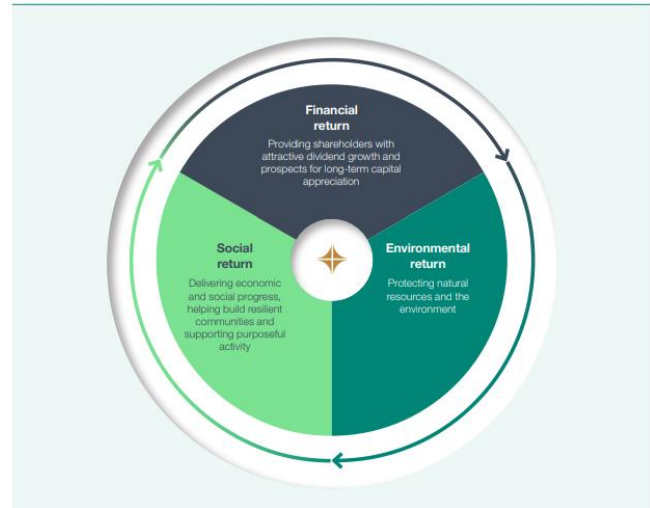 Financial
return
Providing shareholders with
attractive dividend growth and
prospects for long-term capital
appreciation
Social
return
Delivering economic
and social progress,
helping build resilient
communities and
supporting purposeful
activity
Environmental
return
Protecting natural
resources and the
environment